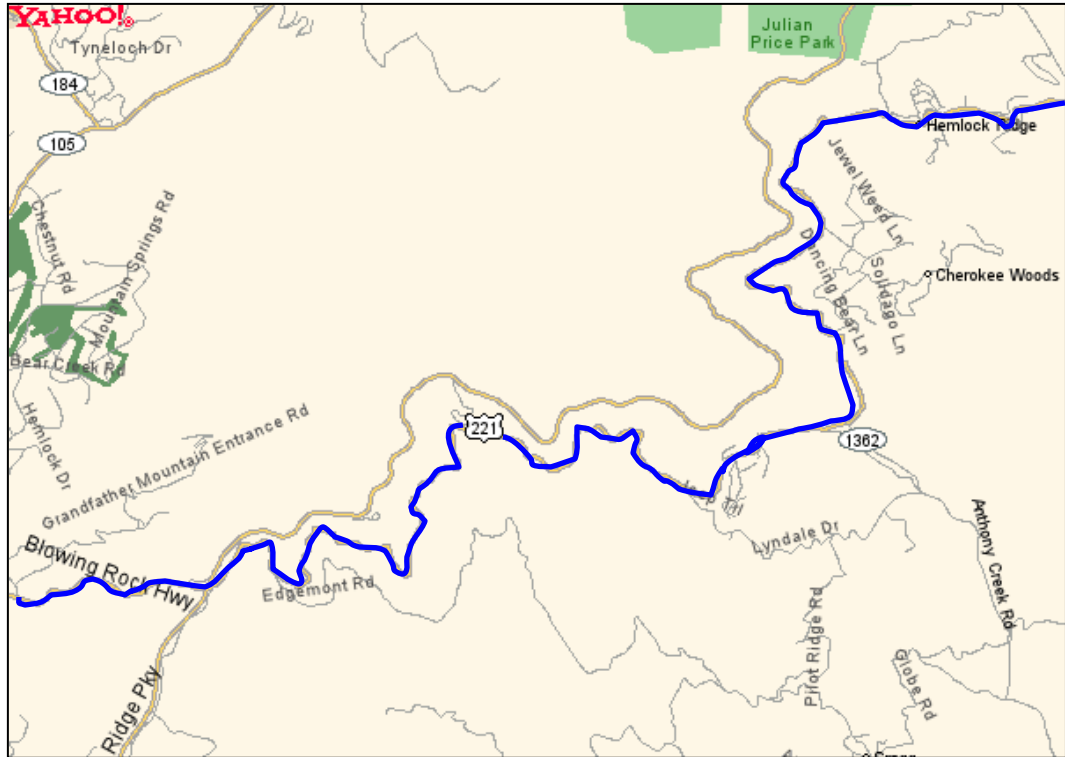 YAHOO!
Julian
Price Park
Tyneloch Dr
184
105
Hemlock Ridge
Jewel Weed Ln
Chestnut Rd
Mountain Springs Rd
Dancing Bear Ln
Solidago Ln
Cherokee Woods
Bear Creek Rd
Hemlock Dr
Grandfather Mountain Entrance Rd
221
1362
Jeep Trl
Lyndale Dr
Anthony Creek Rd
Blowing Rock Hwy
Edgemont Rd
Pilot Ridge Rd
Globe Rd
Ridge Pky